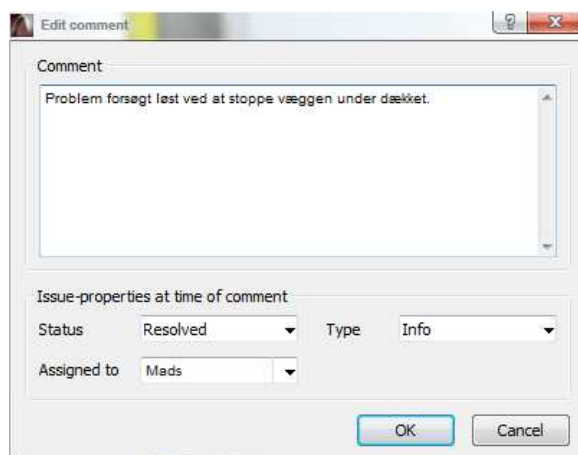 Edit comment
Comment
Problem forsøgt løst ved at stoppe væggen under dækket.
Issue-properties at time of comment
Status Resolved Type Info
Assigned to Mads
OK Cancel